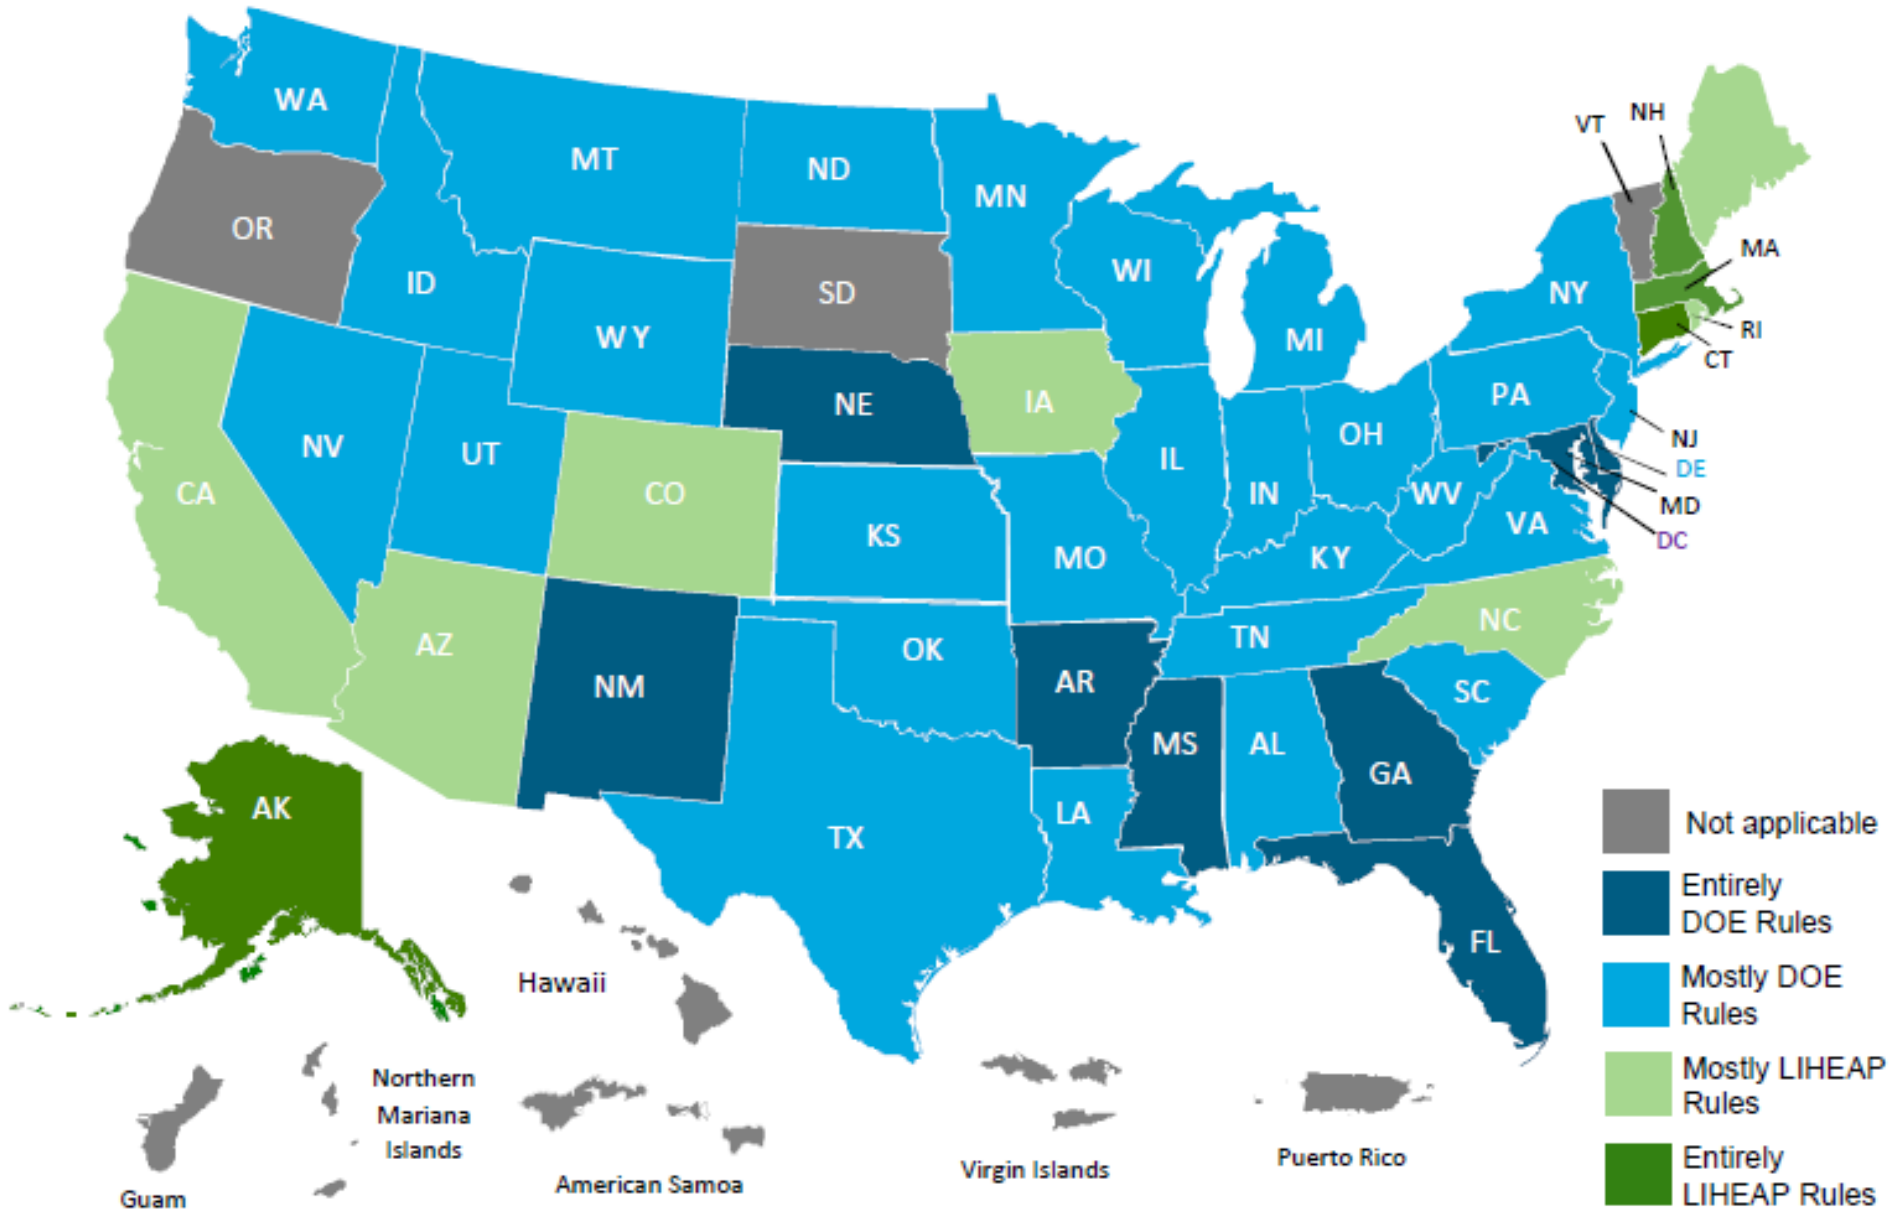 WA
MT
ND
MN
VT
NH
OR
ID
WY
SD
WI
MI
NY
MA
RI
CT
NE
IA
PA
NV
UT
CO
CA
KS
IL
IN
OH
WV
VA
NJ
DE
MD
DC
MO
KY
AZ
NM
OK
AR
TN
NC
SC
MS
AL
GA
AK
TX
LA
FL
Hawaii
Not applicable
Entirely
DOE Rules
Mostly DOE
Rules
Mostly LIHEAP
Rules
Entirely
LIHEAP Rules
Guam
Northern
Mariana
Islands
American Samoa
Virgin Islands
Puerto Rico